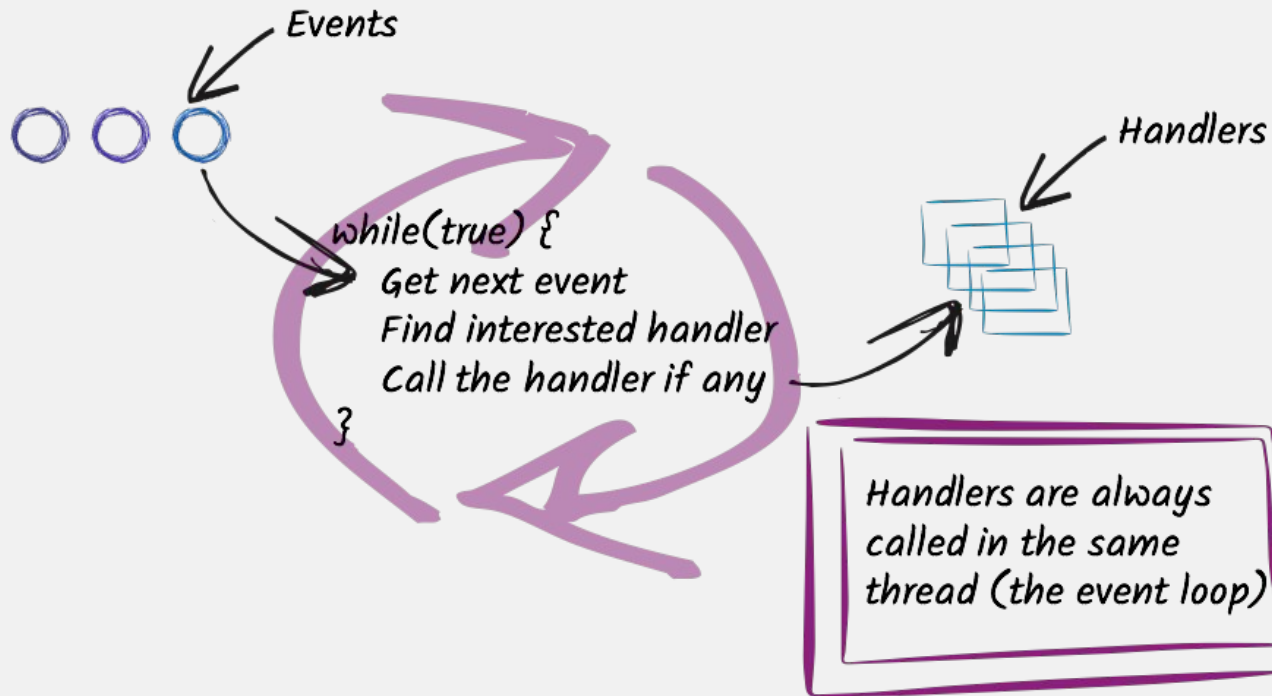 Events
Handlers
while(true) {
Get next event
Find interested handler
Call the handler if any
}
Handlers are always
called in the same
thread (the event loop)